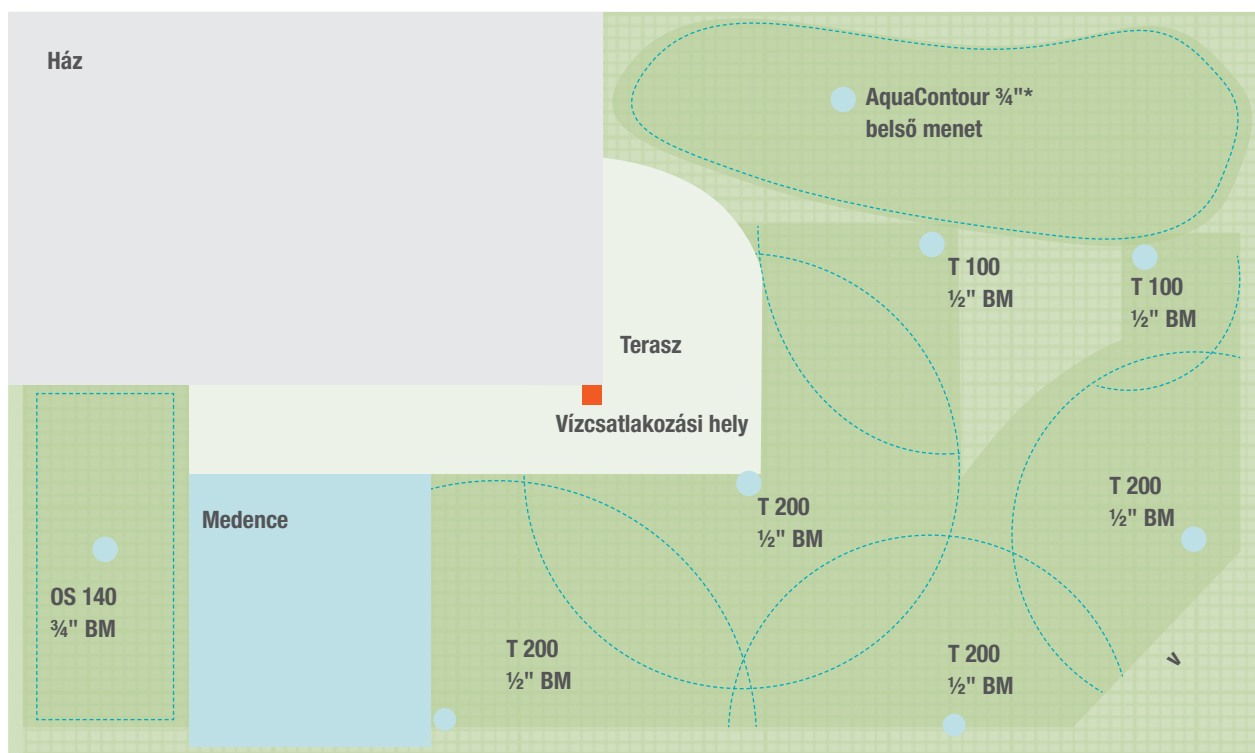 Ház
AquaContour ¾"*
belső menet
T 100
½" BM
T 100
½" BM
Terasz
Vízcsatlakozási hely
T 200
½" BM
T 200
½" BM
Medence
OS 140
¾" BM
T 200
½" BM
T 200
½" BM
V